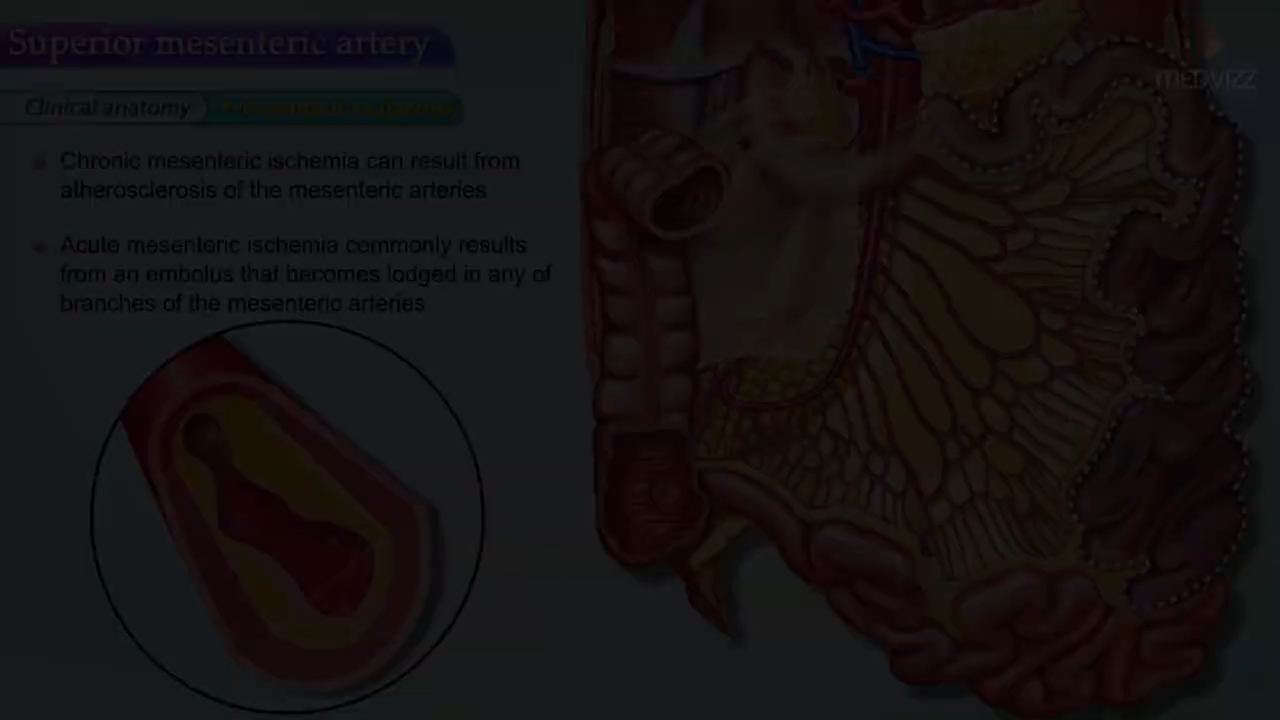 Superior mesenteric artery
MEDVIZZ
Clinical anatomy
Chronic mesenteric ischemia can result from
atherosclerosis of the mesenteric arteries
Acute mesenteric ischemia commonly results
from an embolus that becomes lodged in any of
branches of the mesenteric arteries